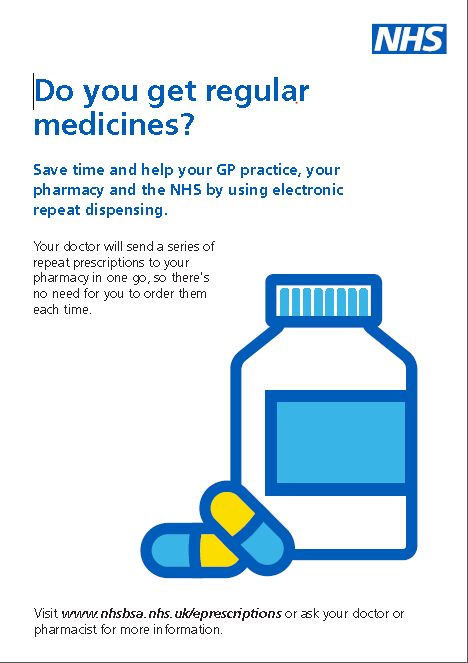 NHS
Do you get regular
medicines?
Save time and help your GP practice, your
pharmacy and the NHS by using electronic
repeat dispensing.
Your doctor will send a series of
repeat prescriptions to your
pharmacy in one go, so there's
no need for you to order them
each time.
Visit www.nhsbsa.nhs.uk/eprescriptions or ask your doctor or
pharmacist for more information.